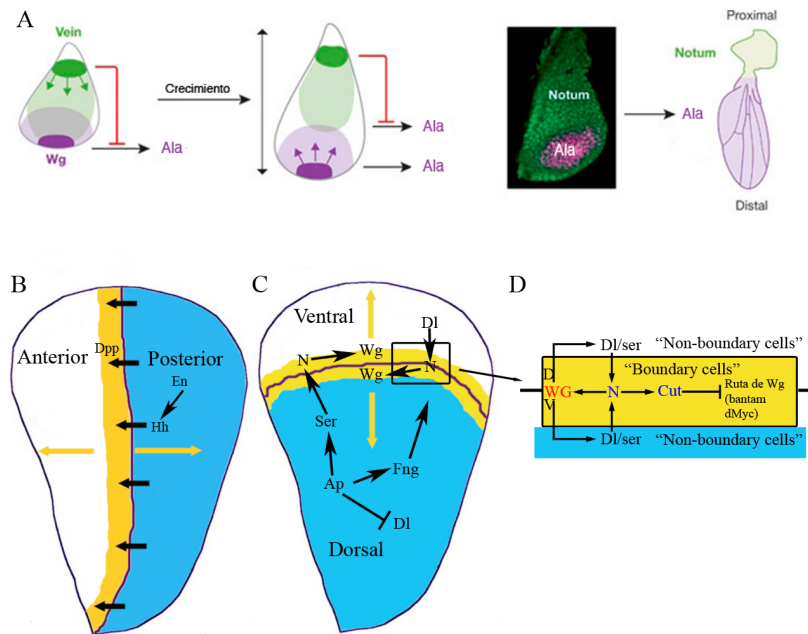 A
Vein
Wg
Crecimiento
Ala
Ala
Ala
Notum
Ala
Proximal
Notum
Ala
Distal
B
Anterior
Dpp
Posterior
En
Hh
C
Ventral
Dl
N
Wg
Wg
N
Ser
Ap
Fng
Dl
Dorsal
D
Dl/ser
“Non-boundary cells”
D
“Boundary cells”
WG
N
Cut
Ruta de Wg
(bantam
dMyc)
V
Dl/ser
“Non-boundary cells”